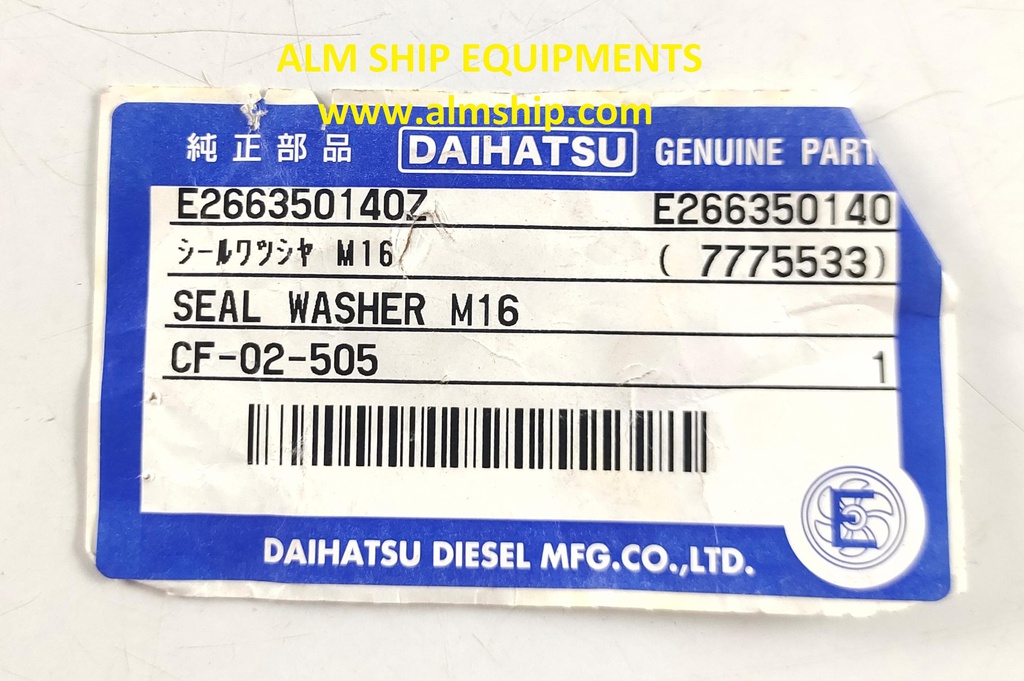 ALM SHIP EQUIPMENTS
www.almship.com
純正部品 DAIHATSU GENUINE PART
E266350140Z E266350140
シールワツシヤ M16 ( 7775533)
SEAL WASHER M16
CF-02-505 1
E
DAIHATSU DIESEL MFG.CO.,LTD.